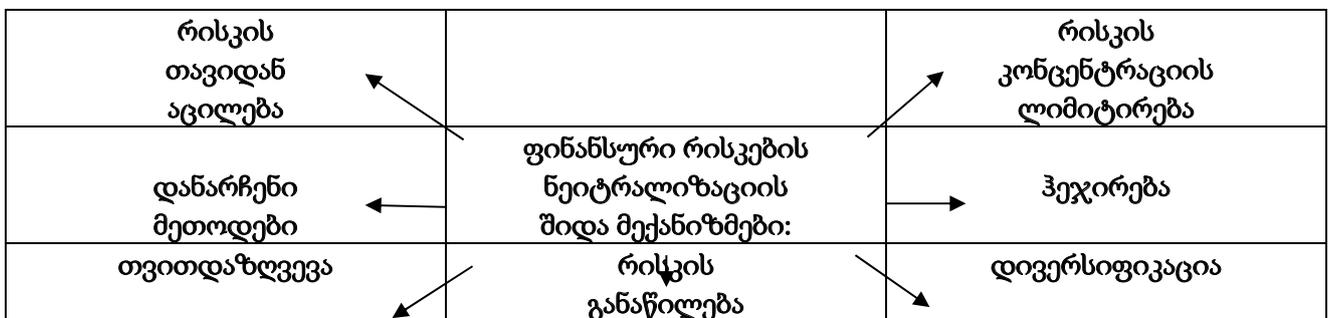 რისკის
თავიდან
აცილება
რისკის
კონცენტრაციის
ლიმიტირება
დანარჩენი
მეთოდები
ფინანსური რისკების
ნეიტრალიზაციის
შიდა მექანიზმები:
ჰეჯირება
თვითდაზღვევა
რისკის
განაწილება
დივერსიფიკაცია